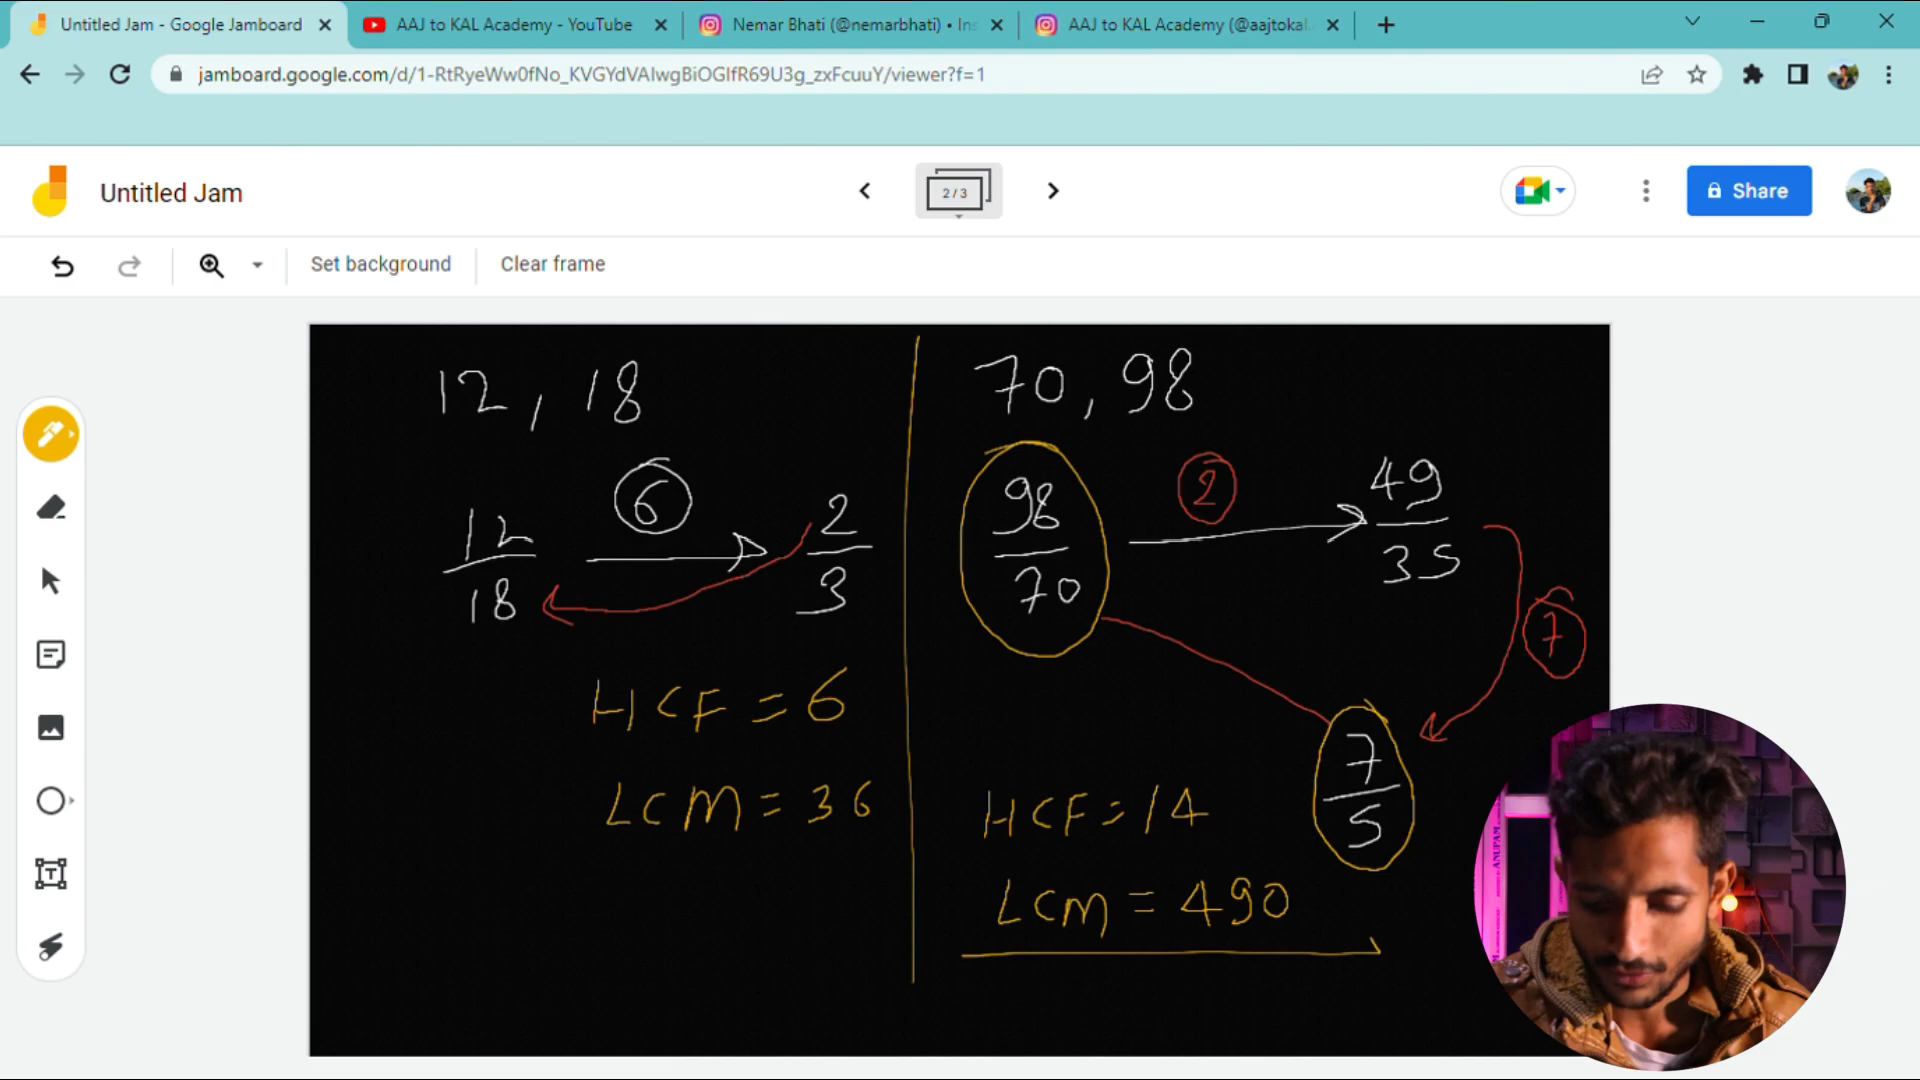 Untitled Jam - Google Jamboard
AAJ to KAL Academy - YouTube
Nemar Bhati (@nemarbhati) • Ins
AAJ to KAL Academy (@aajtokal.
jamboard.google.com/d/1-RtRyeWw0fNo_KVGYdVAlwgBiOGlfR69U3g_zxFcuuY/viewer?f=1
Untitled Jam
2 / 3
Share
Set background
Clear frame
12, 18
12
18
6
2
3
HCF = 6
LCM = 36
70, 98
98
70
2
49
35
7
7
5
HCF = 14
LCM = 490
ANUPAM